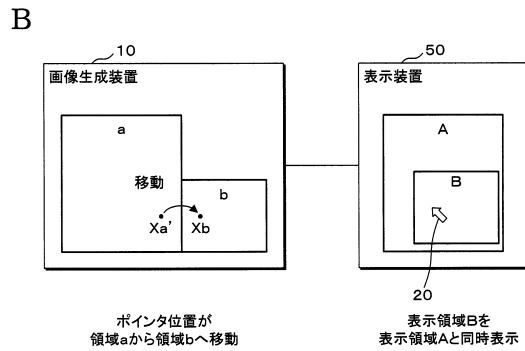 B
10
画像生成装置
a
移動
b
Xa'
Xb
ポインタ位置が
領域aから領域bへ移動
50
表示装置
A
B
20
表示領域Bを
表示領域Aと同時表示